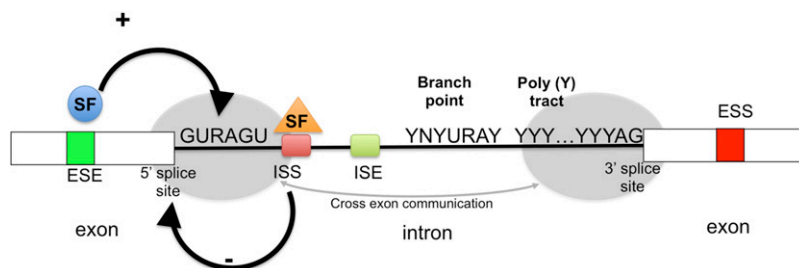 +
SF
Branch
point
Poly (Y)
tract
SF
GURAGU
YNYURAY
YYY...YYYAG
ESS
ESE
5' splice
site
ISS
ISE
3' splice
site
Cross exon communication
exon
intron
exon
-